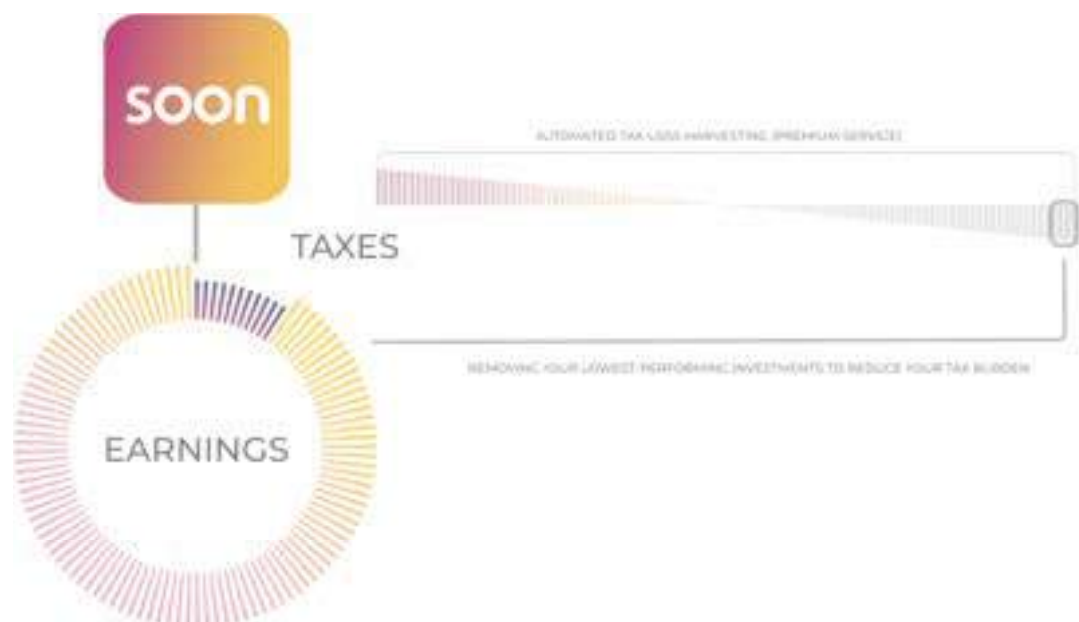 soon
AUTOMATED TAX-LOSS HARVESTING (PREMIUM SERVICE)
TAXES
REMOVING YOUR LOWEST PERFORMING INVESTMENTS TO REDUCE YOUR TAX BURDEN
EARNINGS